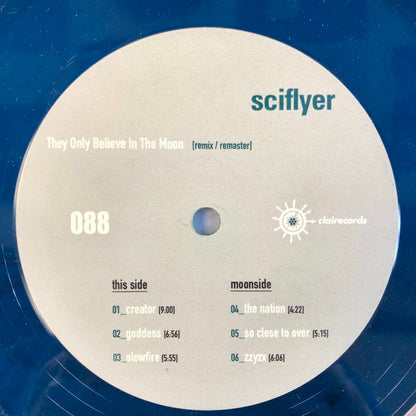 sciflyer
They Only Believe In The Moon [remix / remaster]
088
clairecords
this side
01_creator [9:00]
02_goddess [6:56]
03_slowfire [5:55]
moonside
04_the nation [4:22]
05_so close to over [5:15]
06_zzyzx [6:06]